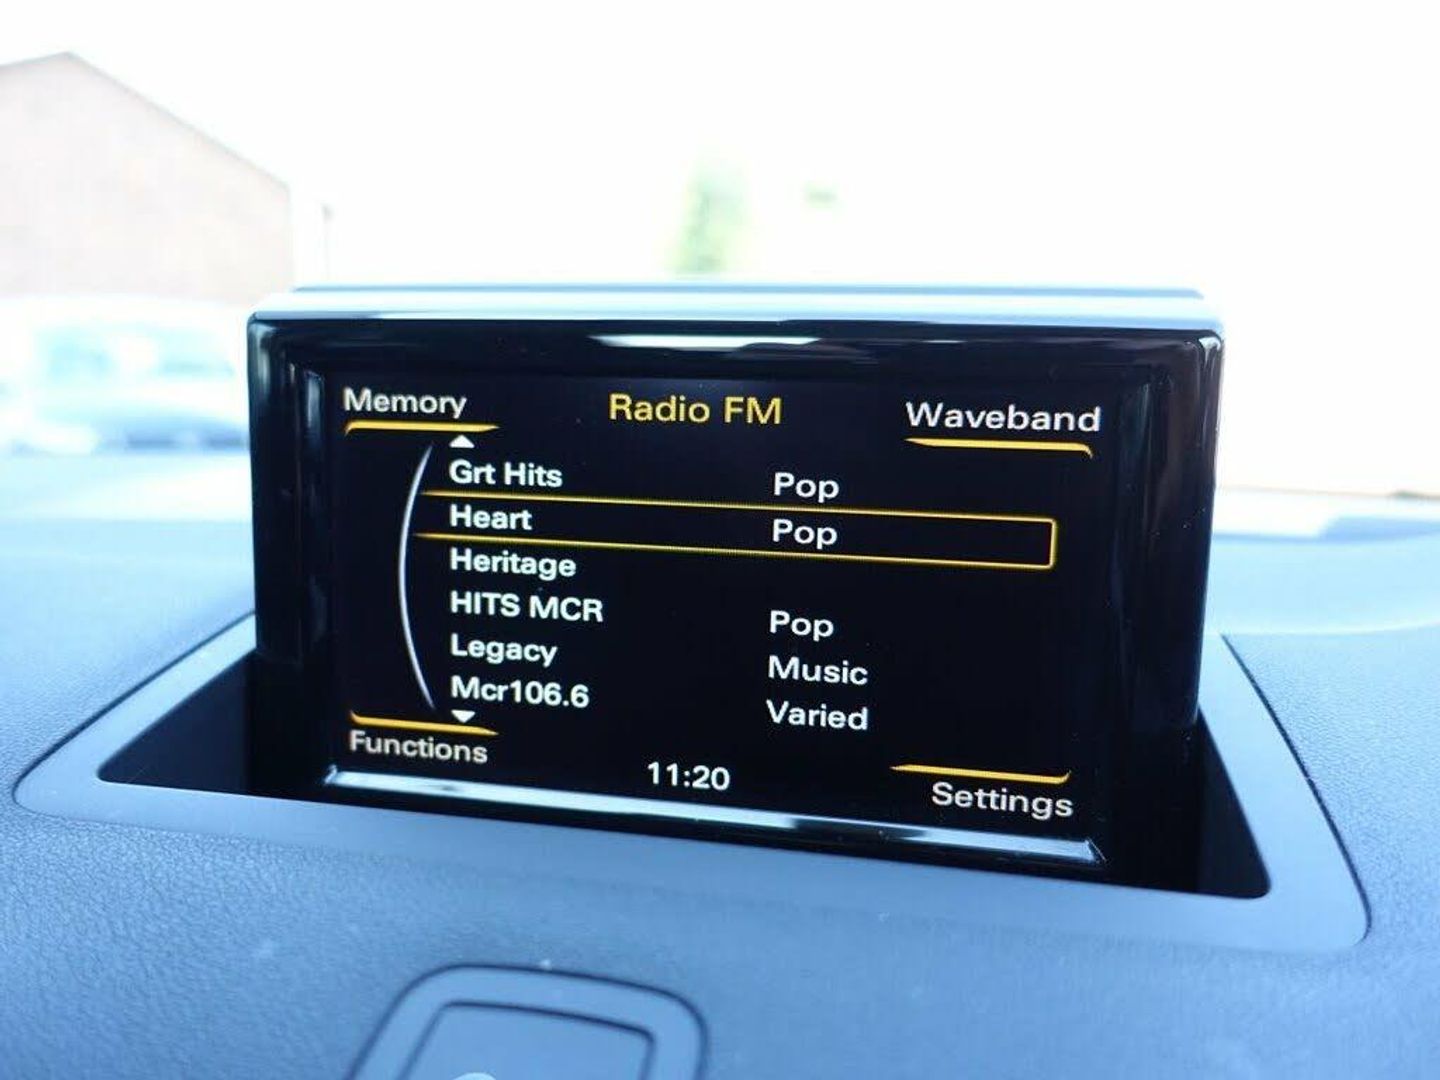 Memory Radio FM Waveband
Grt Hits Pop
Heart Pop
Heritage
HITS MCR Pop
Legacy Music
Mcr106.6 Varied
Functions 11:20 Settings